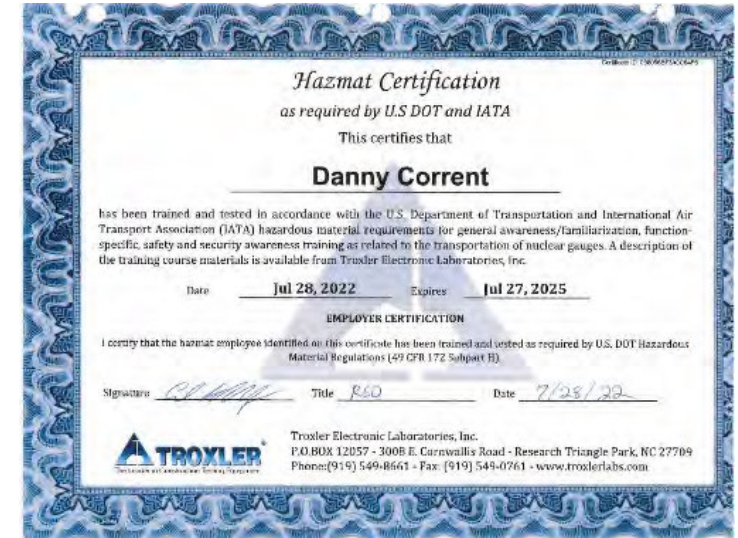 Hazmat Certification
as required by U.S DOT and IATA
This certifies that
Danny Corrent
has been trained and tested in accordance with the U.S. Department of Transportation and International Air
Transport Association (IATA) hazardous material requirements for general awareness/familiarization, function-
specific, safety and security awareness training as related to the transportation of nuclear gauges. A description of
the training course materials is available from Troxler Electronic Laboratories, Inc.
Date Jul 28, 2022 Expires Jul 27, 2025
EMPLOYER CERTIFICATION
I certify that the hazmat employee identified on this certificate has been trained and tested as required by U.S. DOT Hazardous
Material Regulations (49 CFR 172 Subpart H).
Signature Title RSO Date 7/28/22
TROXLER
Troxler Electronic Laboratories, Inc.
P.O.BOX 12057 - 3008 E. Cornwallis Road - Research Triangle Park, NC 27709
Phone:(919) 549-8661 - Fax: (919) 549-0761 - www.troxlerlabs.com